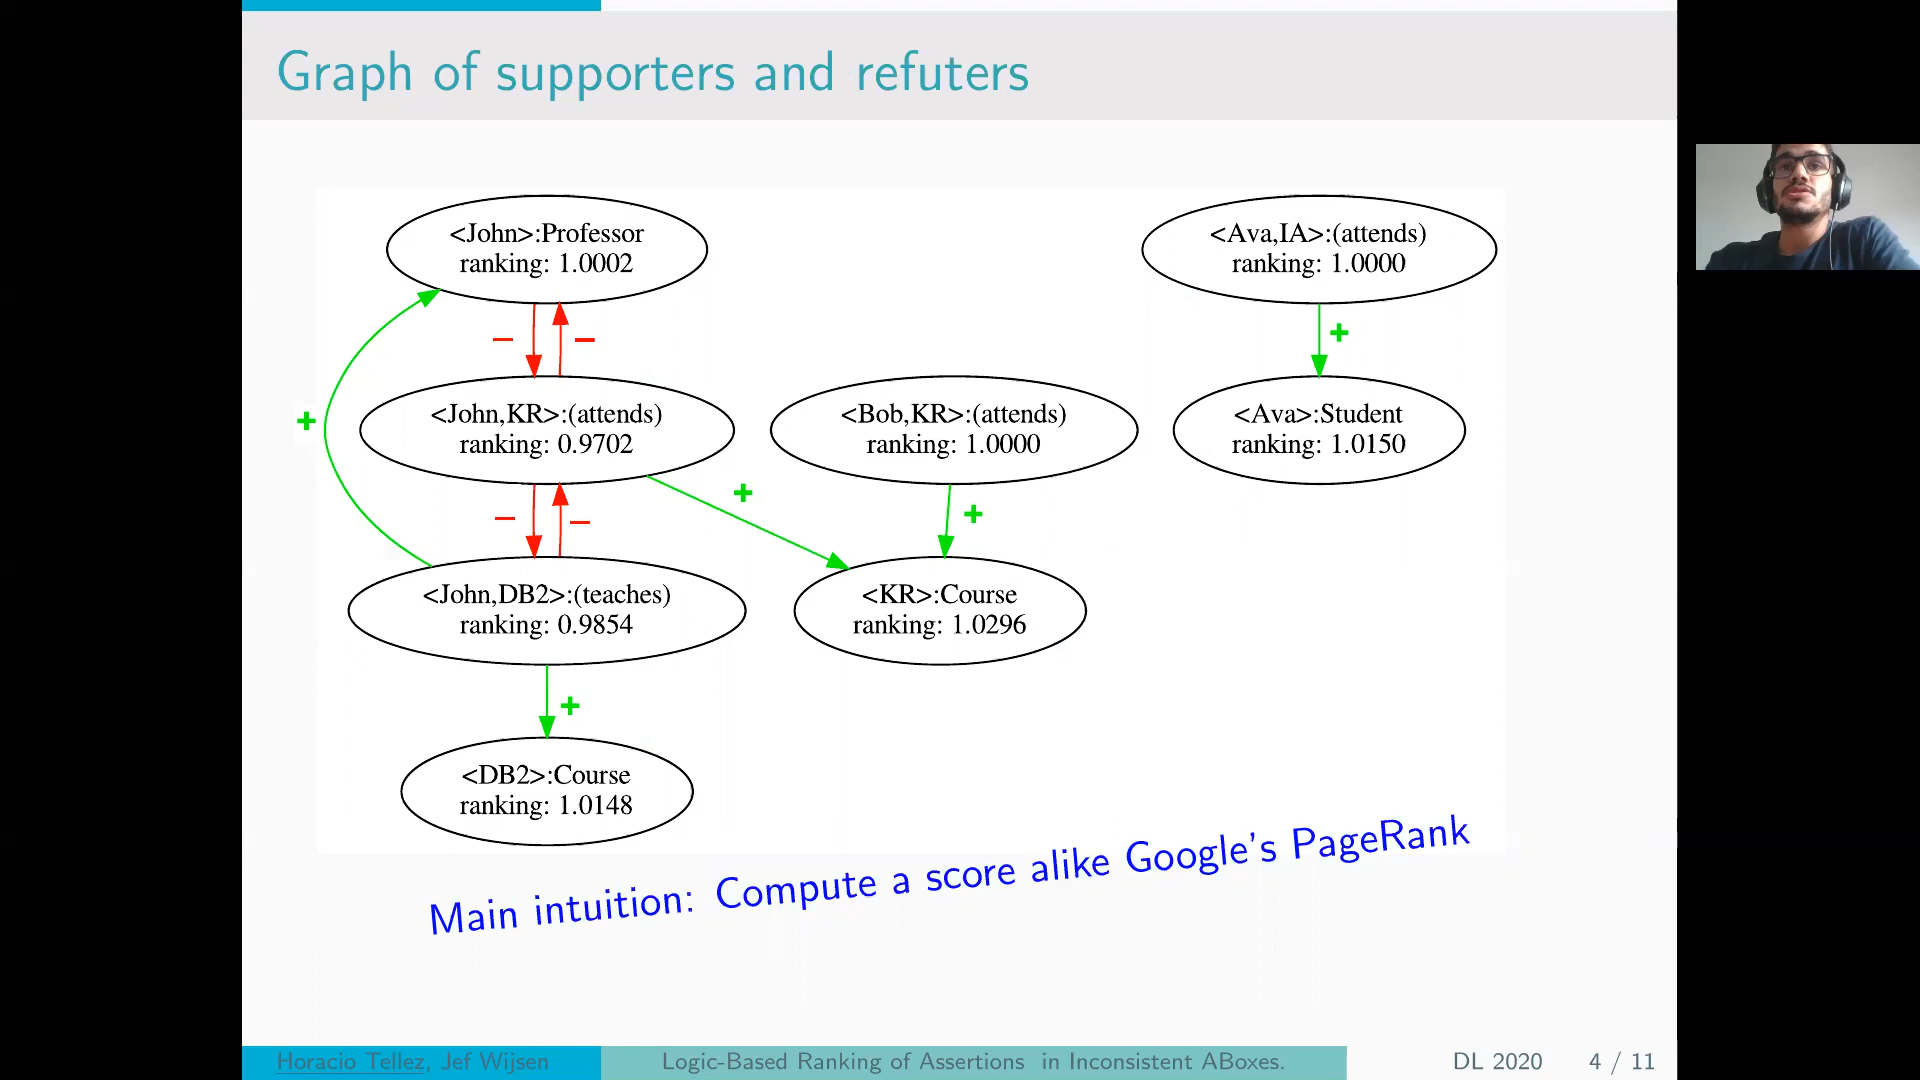 Graph of supporters and refuters
<John>:Professor
ranking: 1.0002
<Ava,IA>:(attends)
ranking: 1.0000
− −
+
+
<John,KR>:(attends)
ranking: 0.9702
<Bob,KR>:(attends)
ranking: 1.0000
<Ava>:Student
ranking: 1.0150
− −
+
+
<John,DB2>:(teaches)
ranking: 0.9854
<KR>:Course
ranking: 1.0296
+
<DB2>:Course
ranking: 1.0148
Main intuition: Compute a score alike Google's PageRank
Horacio Tellez, Jef Wijsen
Logic-Based Ranking of Assertions in Inconsistent ABoxes.
DL 2020
4 / 11